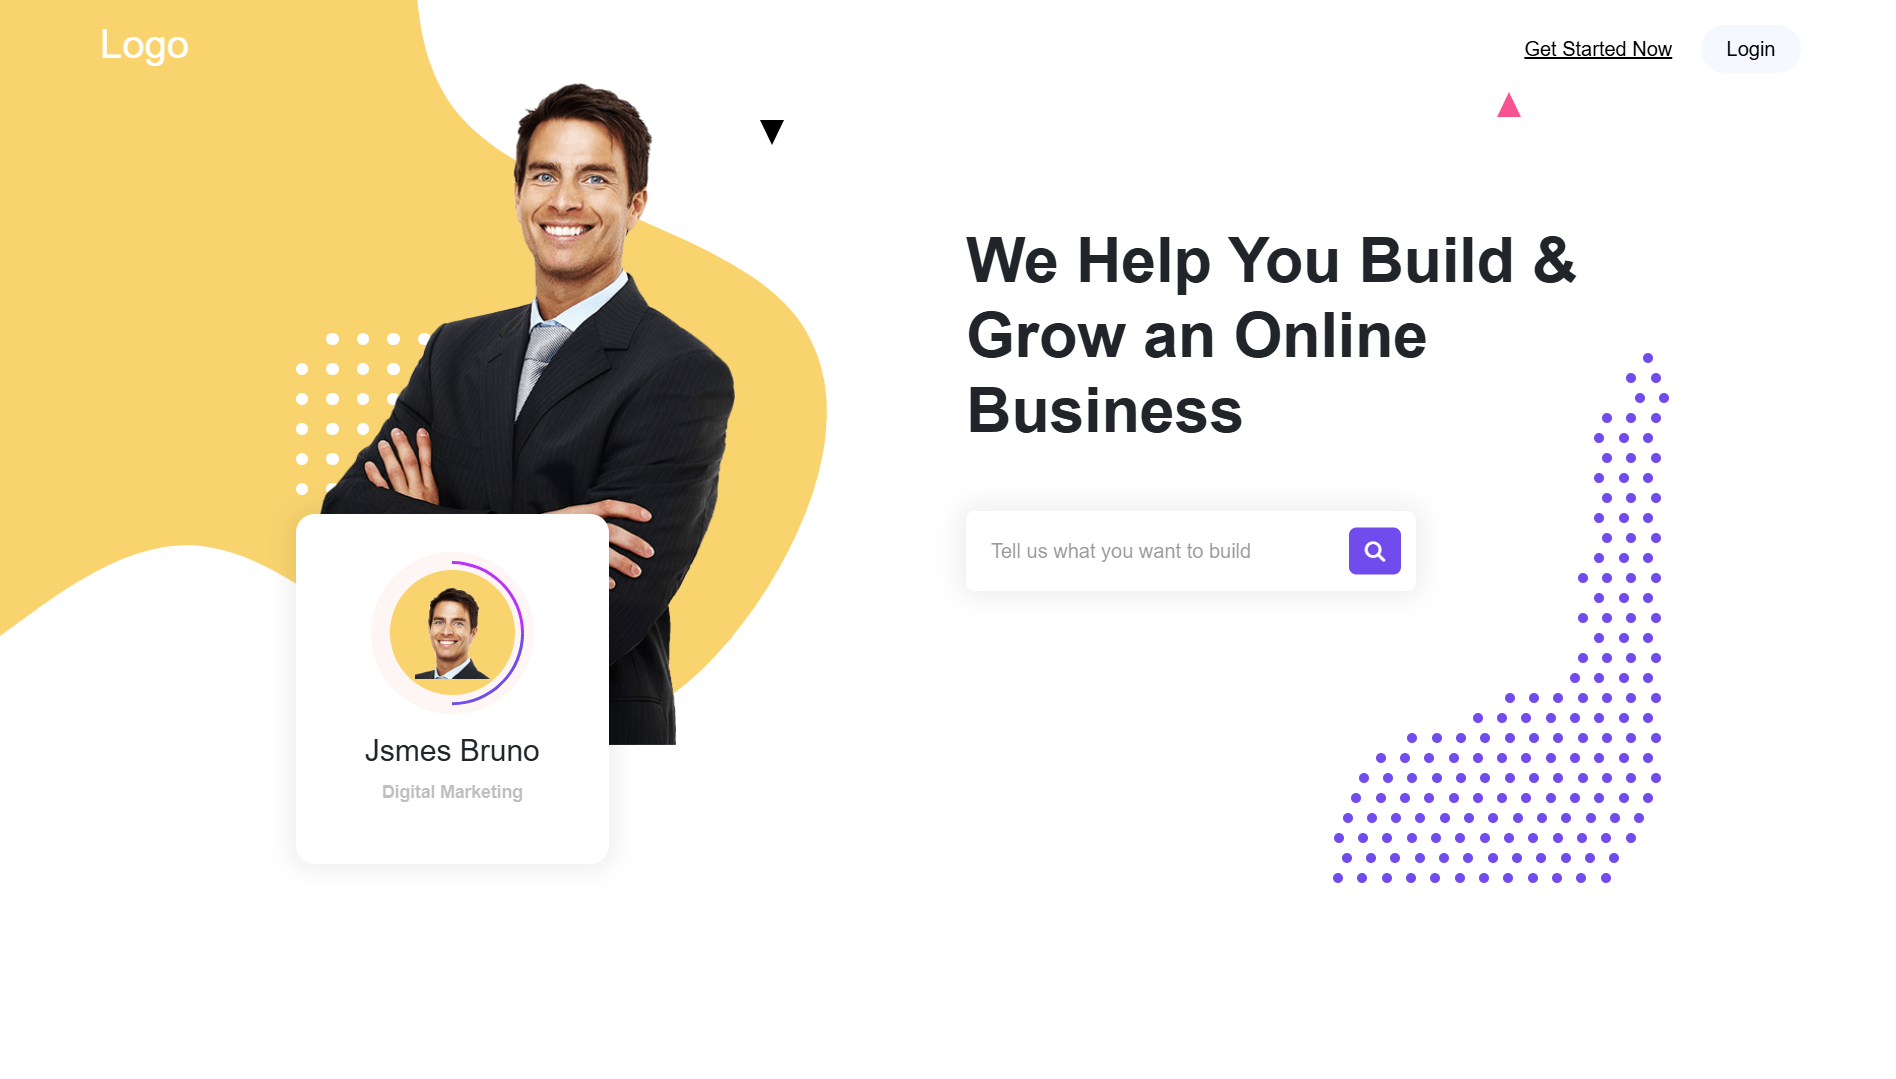 Logo
Get Started Now
Login
We Help You Build &
Grow an Online
Business
Tell us what you want to build
Jsmes Bruno
Digital Marketing